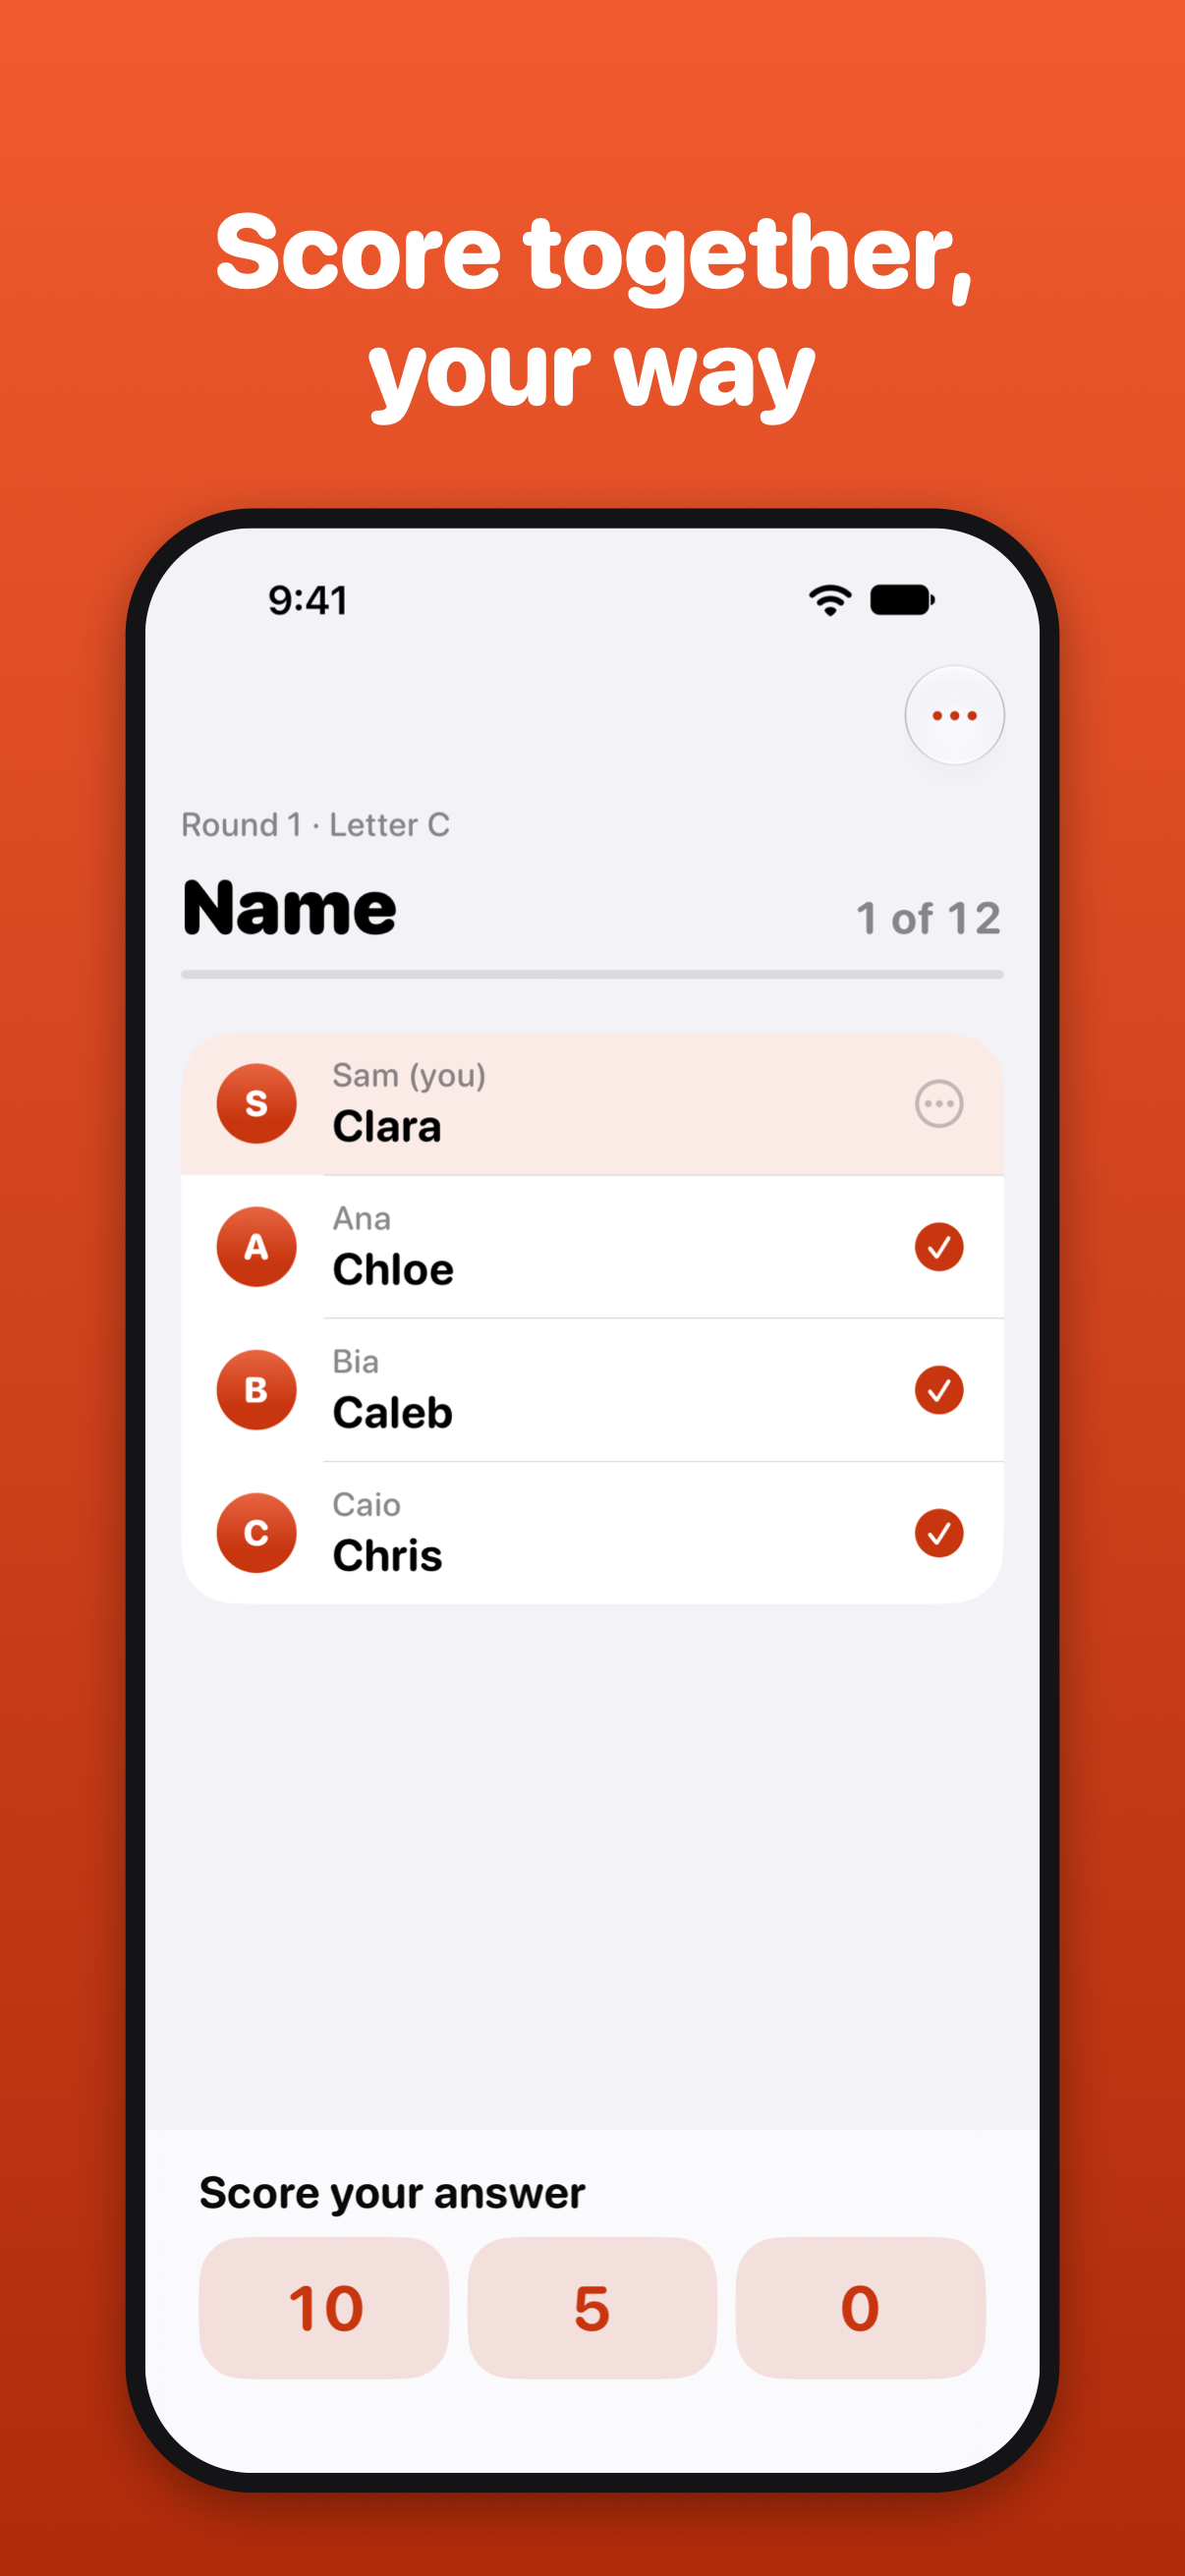 Score together,
your way
9:41
Round 1 · Letter C
Name
1 of 12
S
Sam (you)
Clara
A
Ana
Chloe
B
Bia
Caleb
C
Caio
Chris
Score your answer
10
5
0